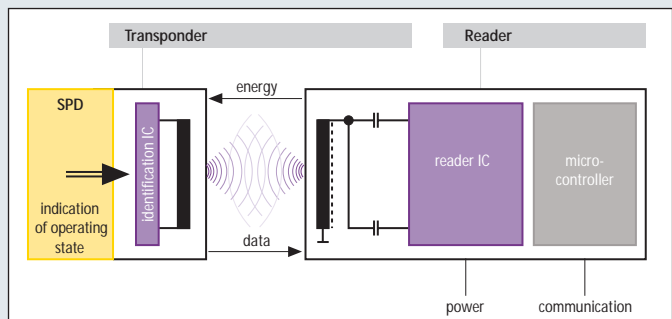 Transponder
Reader
SPD
indication
of operating
state
identification IC
energy
data
reader IC
micro-
controller
power
communication